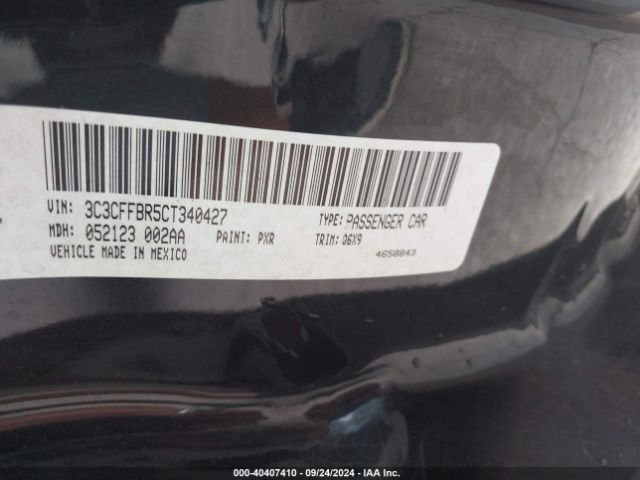 VIN: 3C3CFFBR5CT340427 TYPE: PASSENGER CAR
MDH: 052123 002AA PAINT: PXR TRIM: Q6X9
VEHICLE MADE IN MEXICO 4658843
000-40407410 - 09/24/2024 - IAA Inc.